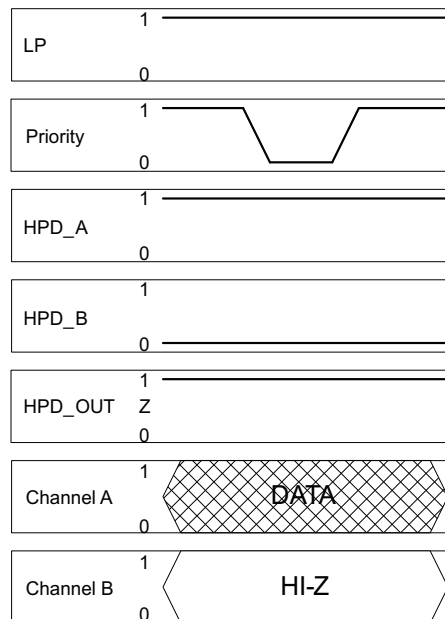 1
LP
0
1
Priority
0
1
HPD_A
0
1
HPD_B
0
1
HPD_OUT Z
0
1
Channel A DATA
0
1
Channel B HI-Z
0